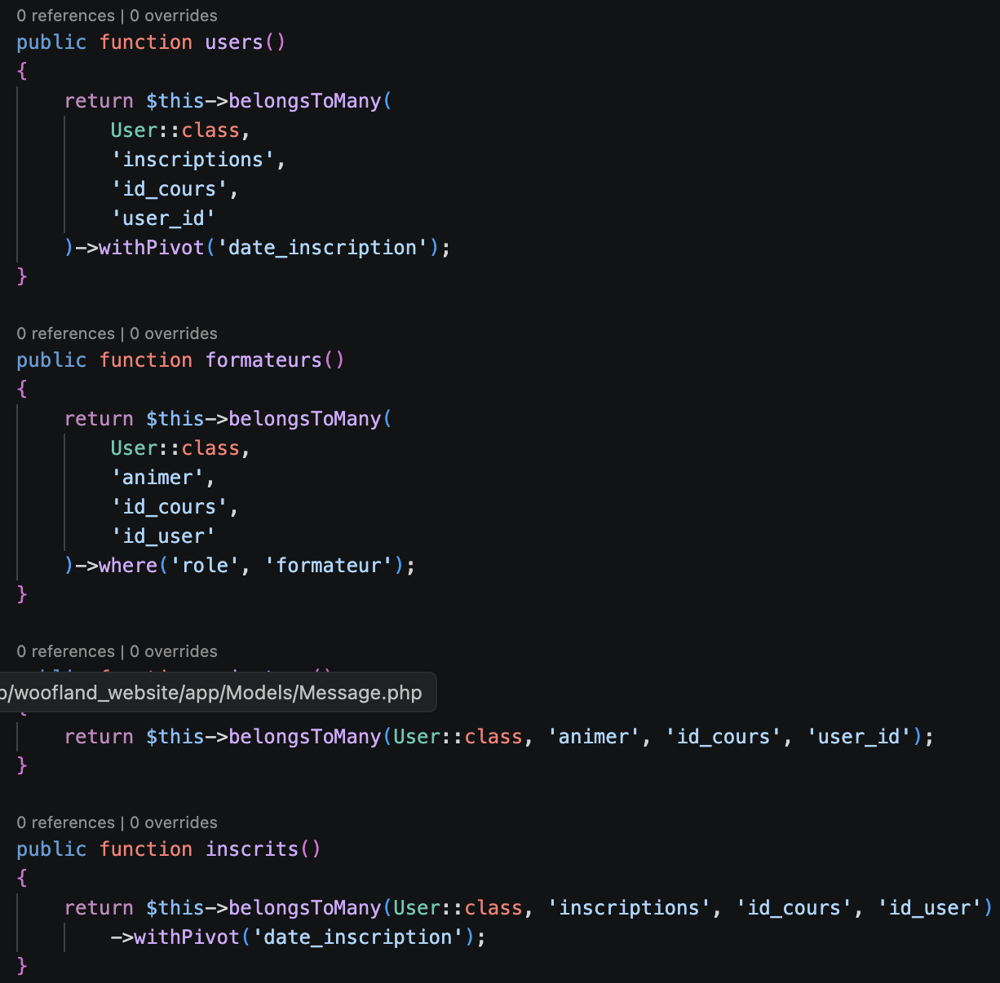 0 references | 0 overrides
public function users()
{
return $this->belongsToMany(
User::class,
'inscriptions',
'id_cours',
'user_id'
)->withPivot('date_inscription');
}
0 references | 0 overrides
public function formateurs()
{
return $this->belongsToMany(
User::class,
'animer',
'id_cours',
'id_user'
)->where('role', 'formateur');
}
0 references | 0 overrides
/woofland_website/app/Models/Message.php
return $this->belongsToMany(User::class, 'animer', 'id_cours', 'user_id');
}
0 references | 0 overrides
public function inscrits()
{
return $this->belongsToMany(User::class, 'inscriptions', 'id_cours', 'id_user')
->withPivot('date_inscription');
}